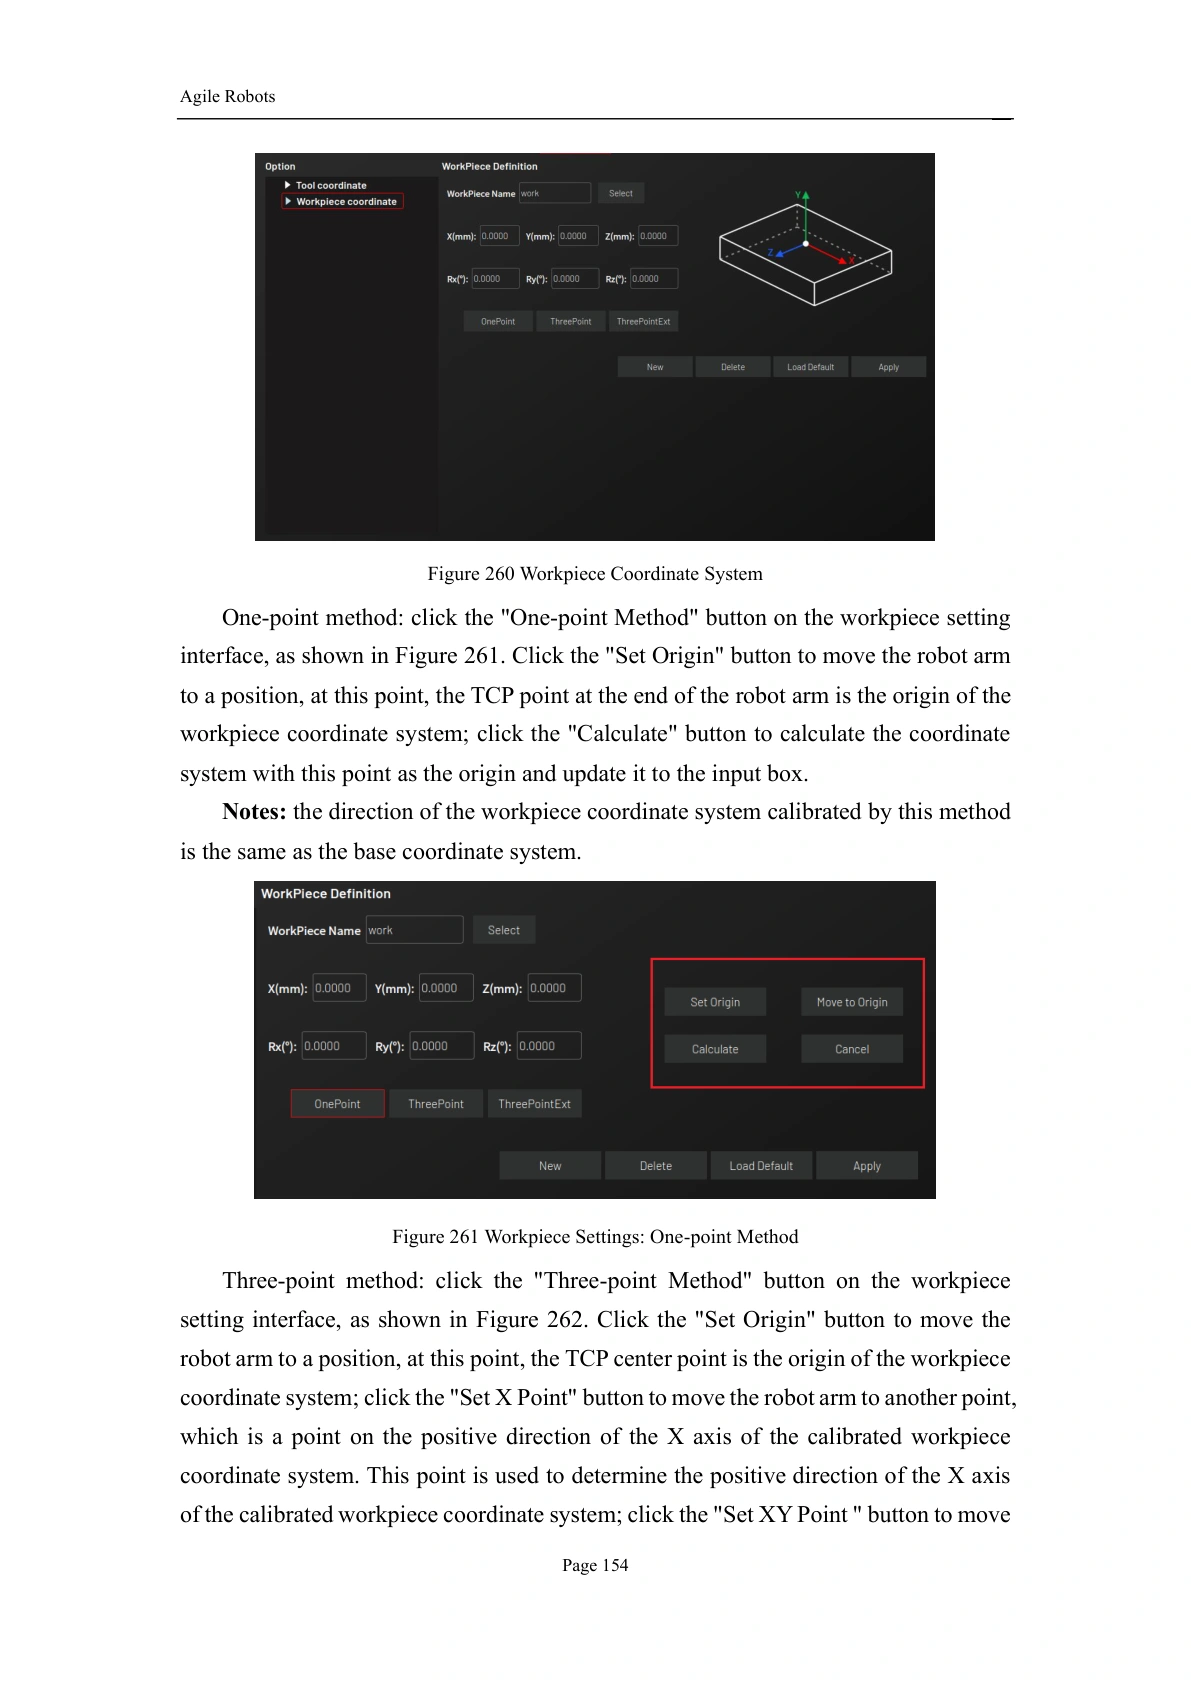 Agile Robots
Option
WorkPiece Definition
Tool coordinate
Workpiece coordinate
WorkPiece Name work Select
X(mm): 0.0000 Y(mm): 0.0000 Z(mm): 0.0000
Rx(°): 0.0000 Ry(°): 0.0000 Rz(°): 0.0000
OnePoint ThreePoint ThreePointExt
Y
Z
X
New Delete Load Default Apply
Figure 260 Workpiece Coordinate System
One-point method: click the "One-point Method" button on the workpiece setting
interface, as shown in Figure 261. Click the "Set Origin" button to move the robot arm
to a position, at this point, the TCP point at the end of the robot arm is the origin of the
workpiece coordinate system; click the "Calculate" button to calculate the coordinate
system with this point as the origin and update it to the input box.
Notes: the direction of the workpiece coordinate system calibrated by this method
is the same as the base coordinate system.
WorkPiece Definition
WorkPiece Name work Select
X(mm): 0.0000 Y(mm): 0.0000 Z(mm): 0.0000
Set Origin Move to Origin
Rx(°): 0.0000 Ry(°): 0.0000 Rz(°): 0.0000
Calculate Cancel
OnePoint ThreePoint ThreePointExt
New Delete Load Default Apply
Figure 261 Workpiece Settings: One-point Method
Three-point method: click the "Three-point Method" button on the workpiece
setting interface, as shown in Figure 262. Click the "Set Origin" button to move the
robot arm to a position, at this point, the TCP center point is the origin of the workpiece
coordinate system; click the "Set X Point" button to move the robot arm to another point,
which is a point on the positive direction of the X axis of the calibrated workpiece
coordinate system. This point is used to determine the positive direction of the X axis
of the calibrated workpiece coordinate system; click the "Set XY Point " button to move
Page 154